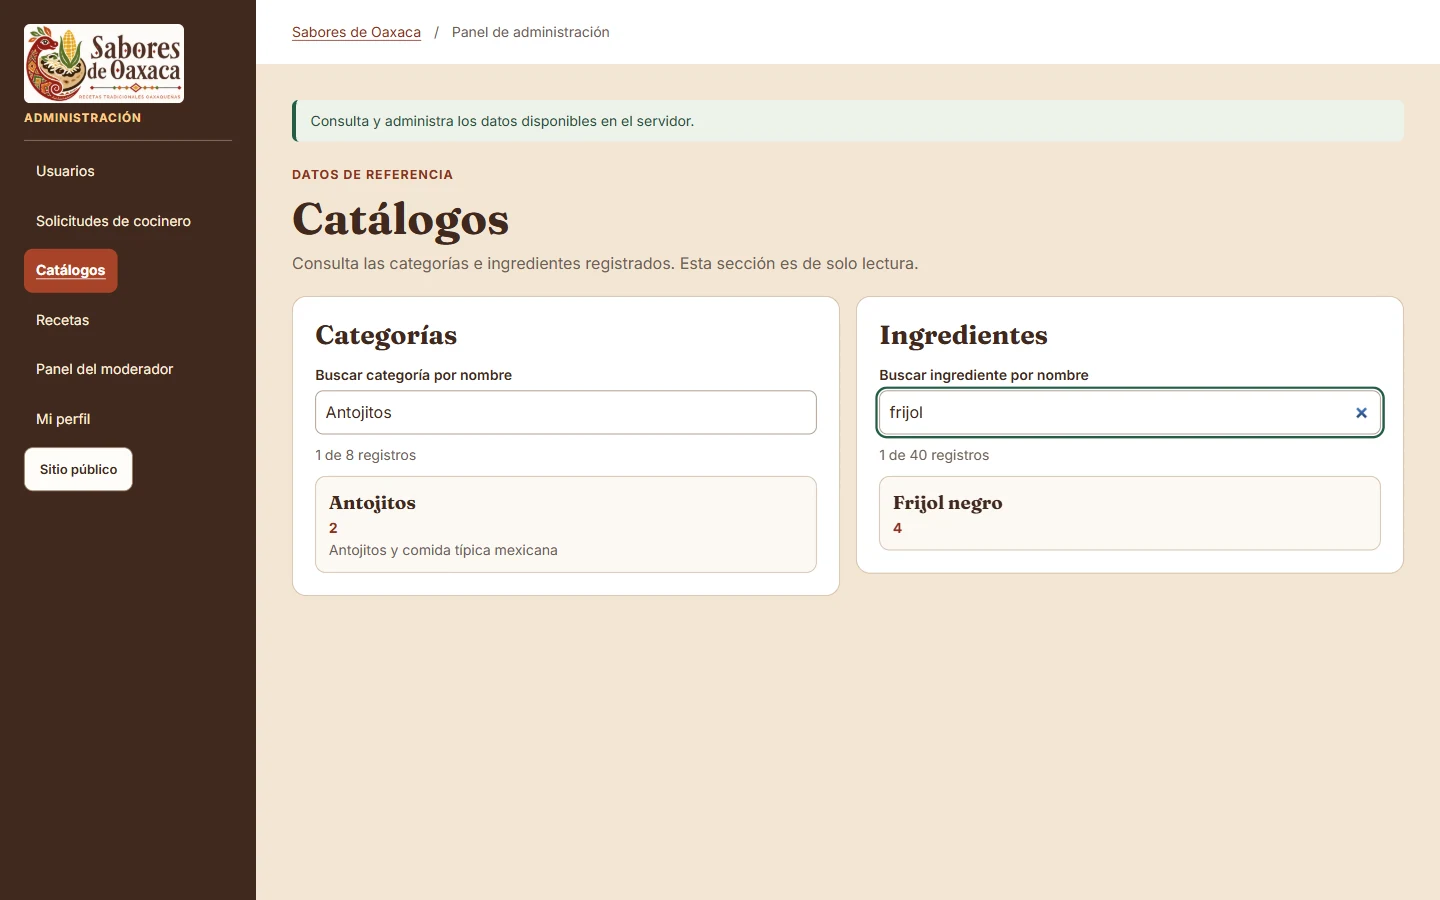 Sabores
de Oaxaca
RECETAS TRADICIONALES OAXAQUEÑAS
ADMINISTRACIÓN
Usuarios
Solicitudes de cocinero
Catálogos
Recetas
Panel del moderador
Mi perfil
Sitio público
Sabores de Oaxaca / Panel de administración
Consulta y administra los datos disponibles en el servidor.
DATOS DE REFERENCIA
Catálogos
Consulta las categorías e ingredientes registrados. Esta sección es de solo lectura.
Categorías
Buscar categoría por nombre
Antojitos
1 de 8 registros
Antojitos
2
Antojitos y comida típica mexicana
Ingredientes
Buscar ingrediente por nombre
frijol
1 de 40 registros
Frijol negro
4